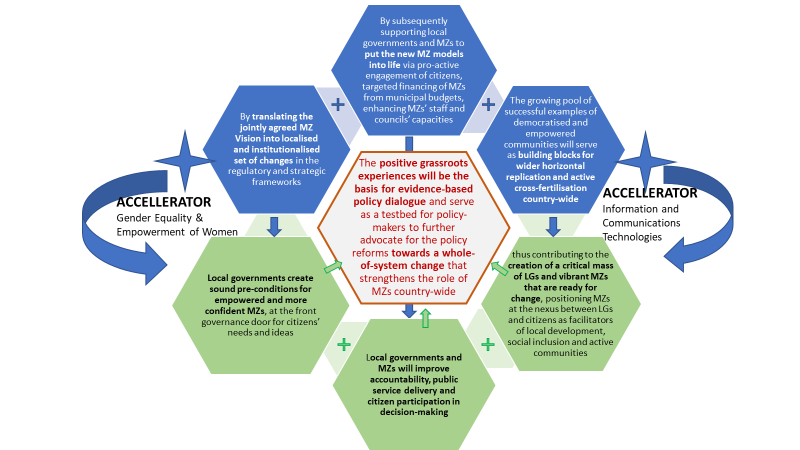 By subsequently
supporting local
governments and MZs to
put the new MZ models
into life via pro-active
engagement of citizens,
targeted financing of MZs
from municipal budgets,
enhancing MZs' staff and
councils' capacities
+
+
By translating the
jointly agreed MZ
Vision into localised
and institutionalised
set of changes in the
regulatory and strategic
frameworks
The growing pool of
successful examples of
democratised and
empowered
communities will serve
as building blocks for
wider horizontal
replication and active
cross-fertilisation
country-wide
ACCELLERATOR
Gender Equality &
Empowerment of Women
The positive grassroots
experiences will be the
basis for evidence-based
policy dialogue and serve
as a testbed for policy-
makers to further
advocate for the policy
reforms towards a whole-
of-system change that
strengthens the role of
MZs country-wide
ACCELLERATOR
Information and
Communications
Technologies
Local governments create
sound pre-conditions for
empowered and more
confident MZs, at the front
governance door for citizens'
needs and ideas
thus contributing to the
creation of a critical mass
of LGs and vibrant MZs
that are ready for
change, positioning MZs
at the nexus between LGs
and citizens as facilitators
of local development,
social inclusion and active
communities
+
+
Local governments and
MZs will improve
accountability, public
service delivery and
citizen participation in
decision-making